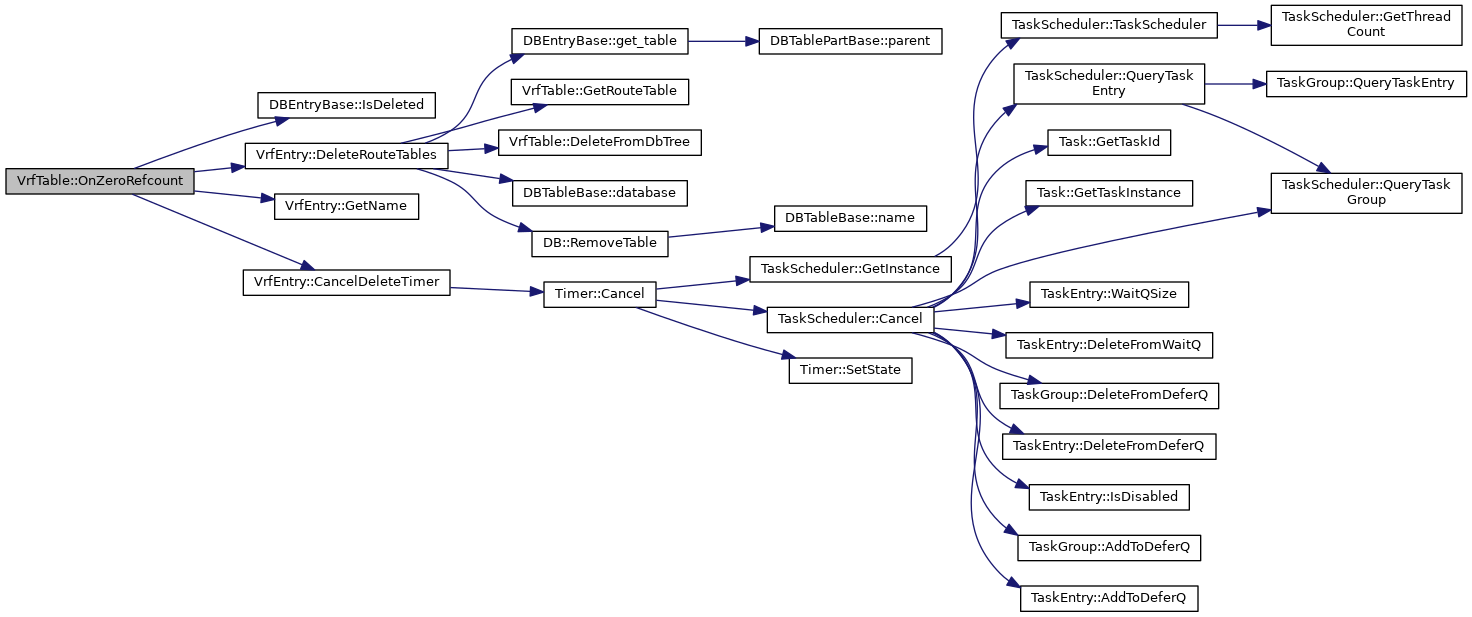 VrfTable::OnZeroRefcount
DBEntryBase::IsDeleted
VrfEntry::DeleteRouteTables
VrfEntry::GetName
VrfEntry::CancelDeleteTimer
DBEntryBase::get_table
VrfTable::GetRouteTable
VrfTable::DeleteFromDbTree
DBTableBase::database
DB::RemoveTable
Timer::Cancel
DBTablePartBase::parent
DBTableBase::name
TaskScheduler::GetInstance
TaskScheduler::Cancel
Timer::SetState
TaskScheduler::TaskScheduler
TaskScheduler::QueryTask
Entry
Task::GetTaskId
Task::GetTaskInstance
TaskEntry::WaitQSize
TaskEntry::DeleteFromWaitQ
TaskGroup::DeleteFromDeferQ
TaskEntry::DeleteFromDeferQ
TaskEntry::IsDisabled
TaskGroup::AddToDeferQ
TaskEntry::AddToDeferQ
TaskScheduler::GetThread
Count
TaskGroup::QueryTaskEntry
TaskScheduler::QueryTask
Group